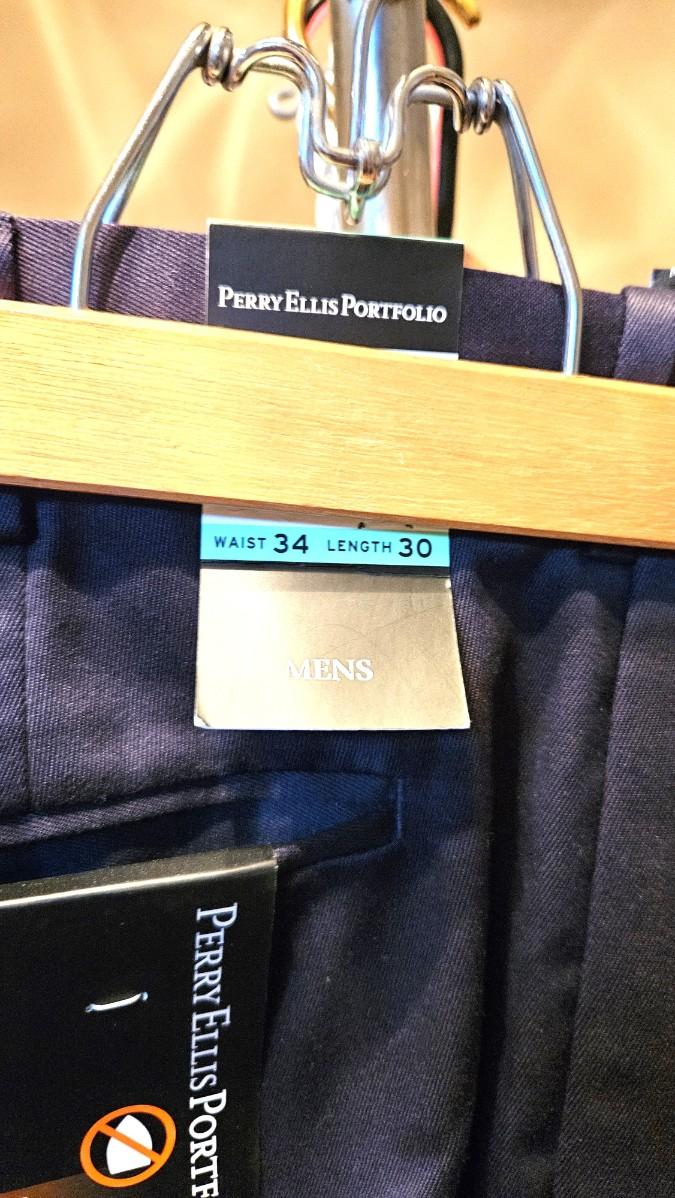 PERRY ELLIS PORTFOLIO
WAIST 34 LENGTH 30
MENS
PERRY ELLIS PORTF